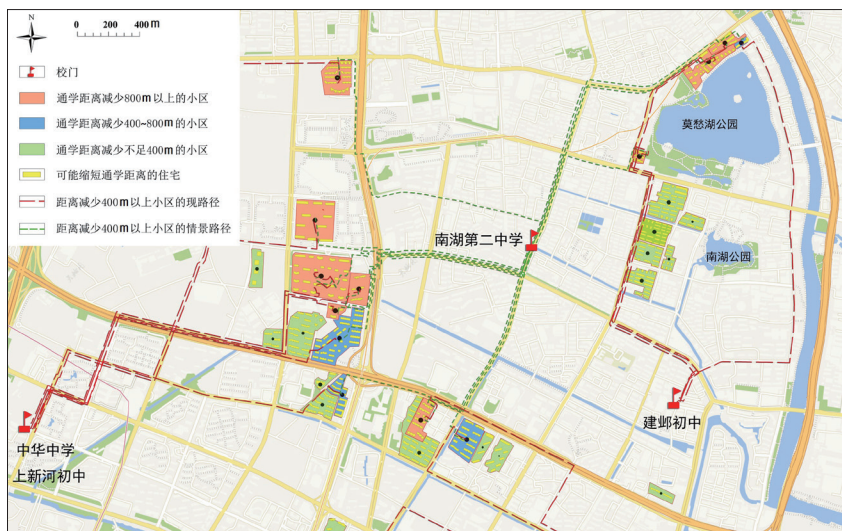 N
0 200 400m
校门
通学距离减少800m以上的小区
通学距离减少400~800m的小区
通学距离减少不足400m的小区
可能缩短通学距离的住宅
距离减少400m以上小区的现路径
距离减少400m以上小区的情景路径
莫愁湖公园
南湖第二中学
南湖公园
建邺初中
中华中学
上新河初中